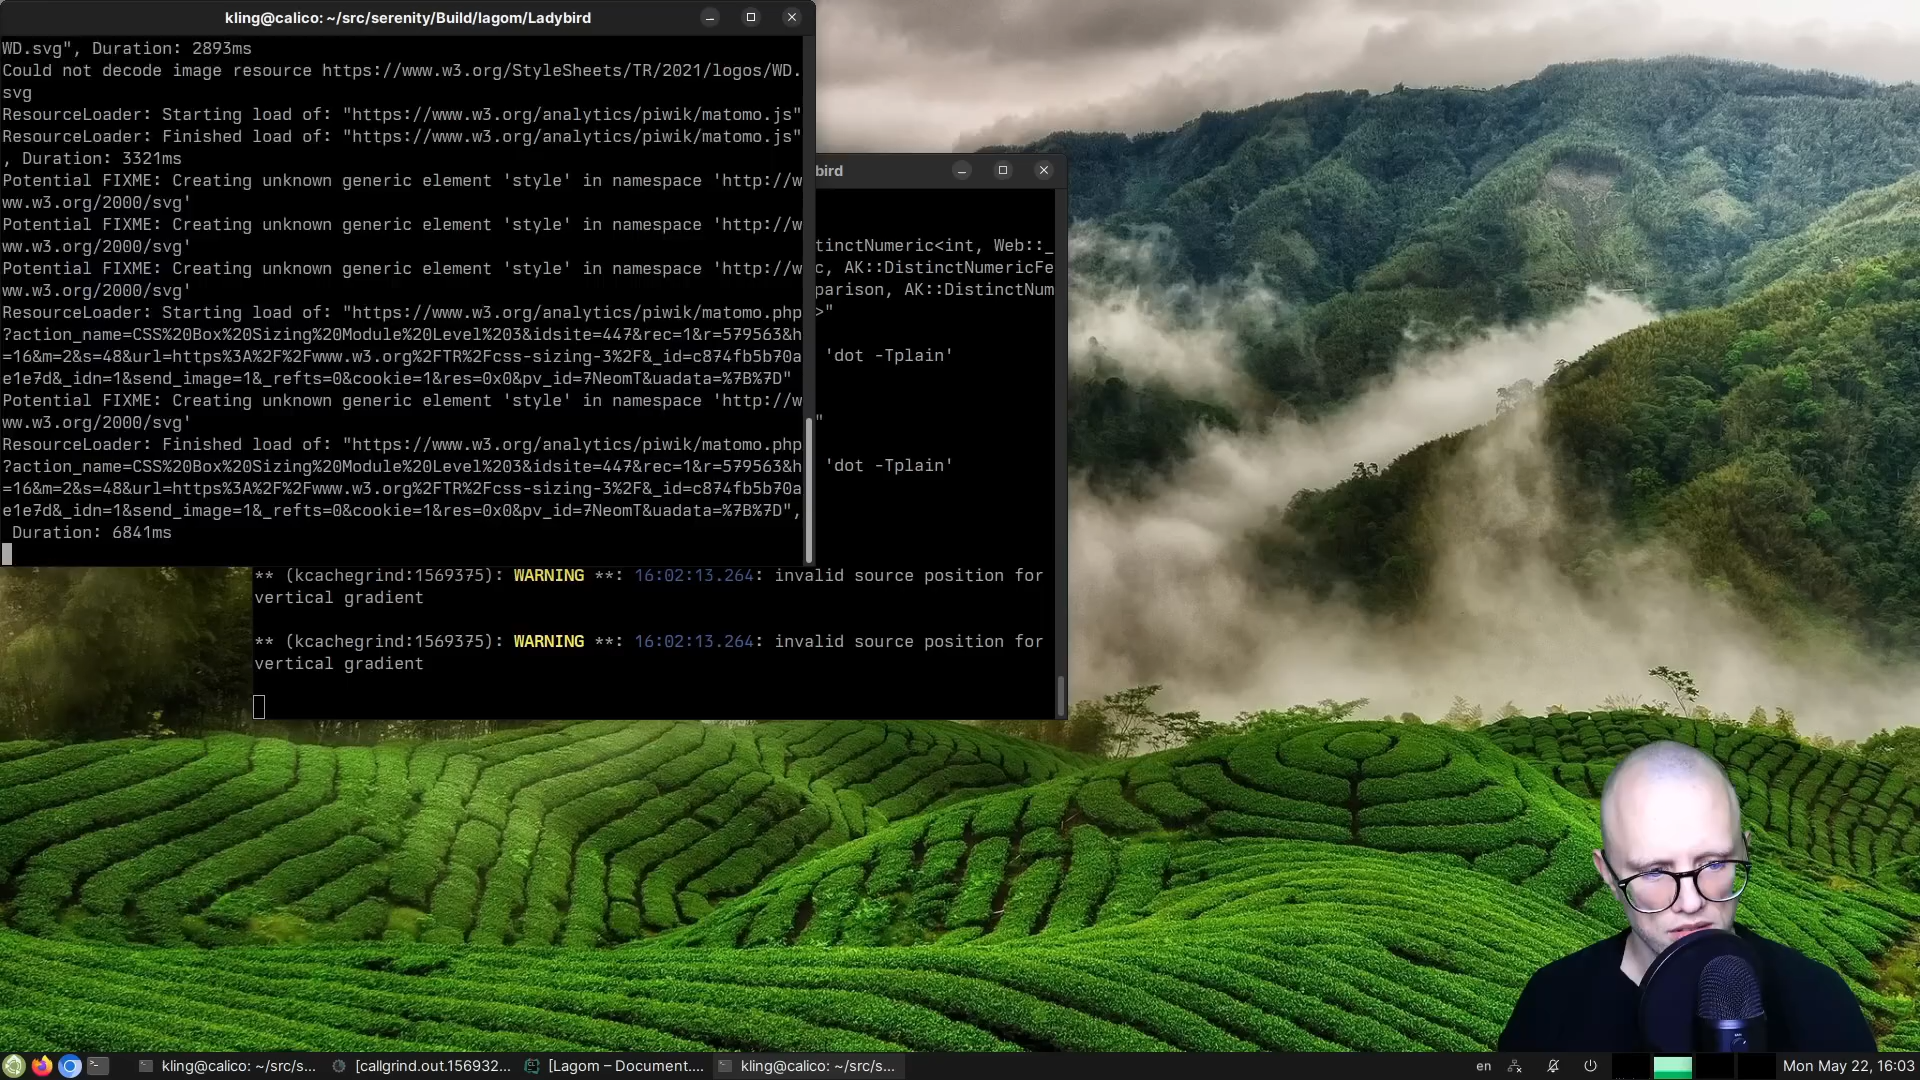 kling@calico: ~/src/serenity/Build/lagom/Ladybird
WD.svg", Duration: 2893ms
Could not decode image resource https://www.w3.org/StyleSheets/TR/2021/logos/WD.
svg
ResourceLoader: Starting load of: "https://www.w3.org/analytics/piwik/matomo.js"
ResourceLoader: Finished load of: "https://www.w3.org/analytics/piwik/matomo.js"
, Duration: 3321ms
Potential FIXME: Creating unknown generic element 'style' in namespace 'http://w
ww.w3.org/2000/svg'
Potential FIXME: Creating unknown generic element 'style' in namespace 'http://w
ww.w3.org/2000/svg'
Potential FIXME: Creating unknown generic element 'style' in namespace 'http://w
ww.w3.org/2000/svg'
ResourceLoader: Starting load of: "https://www.w3.org/analytics/piwik/matomo.php
?action_name=CSS%20Box%20Sizing%20Module%20Level%203&idsite=447&rec=1&r=579563&h
=16&m=2&s=48&url=https%3A%2F%2Fwww.w3.org%2FTR%2Fcss-sizing-3%2F&_id=c874fb5b70a
e1e7d&_idn=1&send_image=1&_refts=0&cookie=1&res=0x0&pv_id=7NeomT&uadata=%7B%7D"
Potential FIXME: Creating unknown generic element 'style' in namespace 'http://w
ww.w3.org/2000/svg'
ResourceLoader: Finished load of: "https://www.w3.org/analytics/piwik/matomo.php
?action_name=CSS%20Box%20Sizing%20Module%20Level%203&idsite=447&rec=1&r=579563&h
=16&m=2&s=48&url=https%3A%2F%2Fwww.w3.org%2FTR%2Fcss-sizing-3%2F&_id=c874fb5b70a
e1e7d&_idn=1&send_image=1&_refts=0&cookie=1&res=0x0&pv_id=7NeomT&uadata=%7B%7D",
Duration: 6841ms
bird
tinctNumeric<int, Web::_
c, AK::DistinctNumericFe
parison, AK::DistinctNum
>"
'dot -Tplain'
"
'dot -Tplain'
** (kcachegrind:1569375): WARNING **: 16:02:13.264: invalid source position for
vertical gradient
** (kcachegrind:1569375): WARNING **: 16:02:13.264: invalid source position for
vertical gradient
kling@calico: ~/src/s...
[callgrind.out.156932...
[Lagom – Document....
kling@calico: ~/src/s...
en
Mon May 22, 16:03